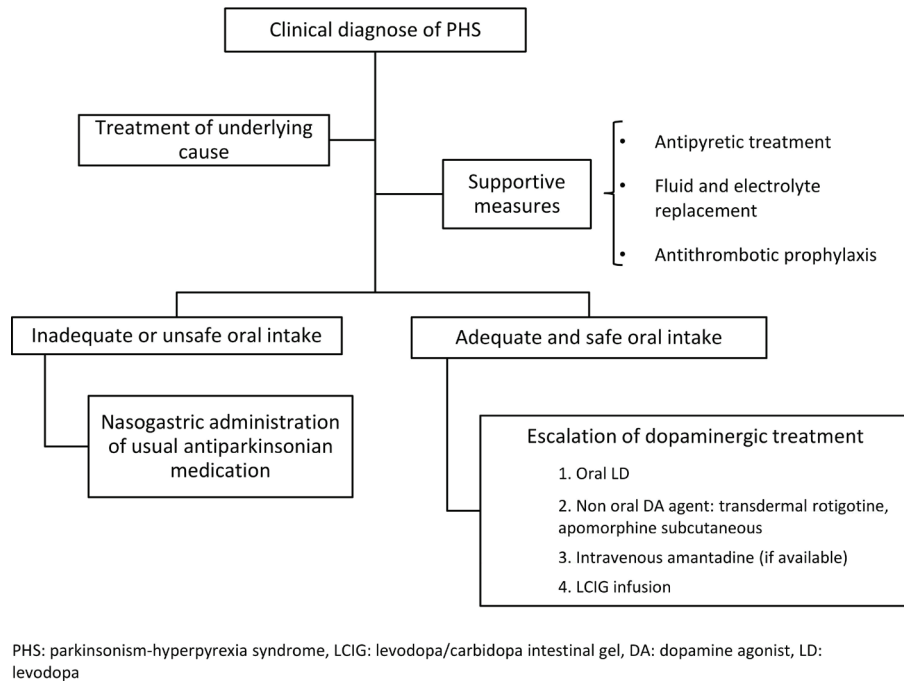 Clinical diagnose of PHS
Treatment of underlying
cause
Supportive
measures
• Antipyretic treatment
• Fluid and electrolyte
replacement
• Antithrombotic prophylaxis
Inadequate or unsafe oral intake
Adequate and safe oral intake
Nasogastric administration
of usual antiparkinsonian
medication
Escalation of dopaminergic treatment
1. Oral LD
2. Non oral DA agent: transdermal rotigotine,
apomorphine subcutaneous
3. Intravenous amantadine (if available)
4. LCIG infusion
PHS: parkinsonism-hyperpyrexia syndrome, LCIG: levodopa/carbidopa intestinal gel, DA: dopamine agonist, LD:
levodopa